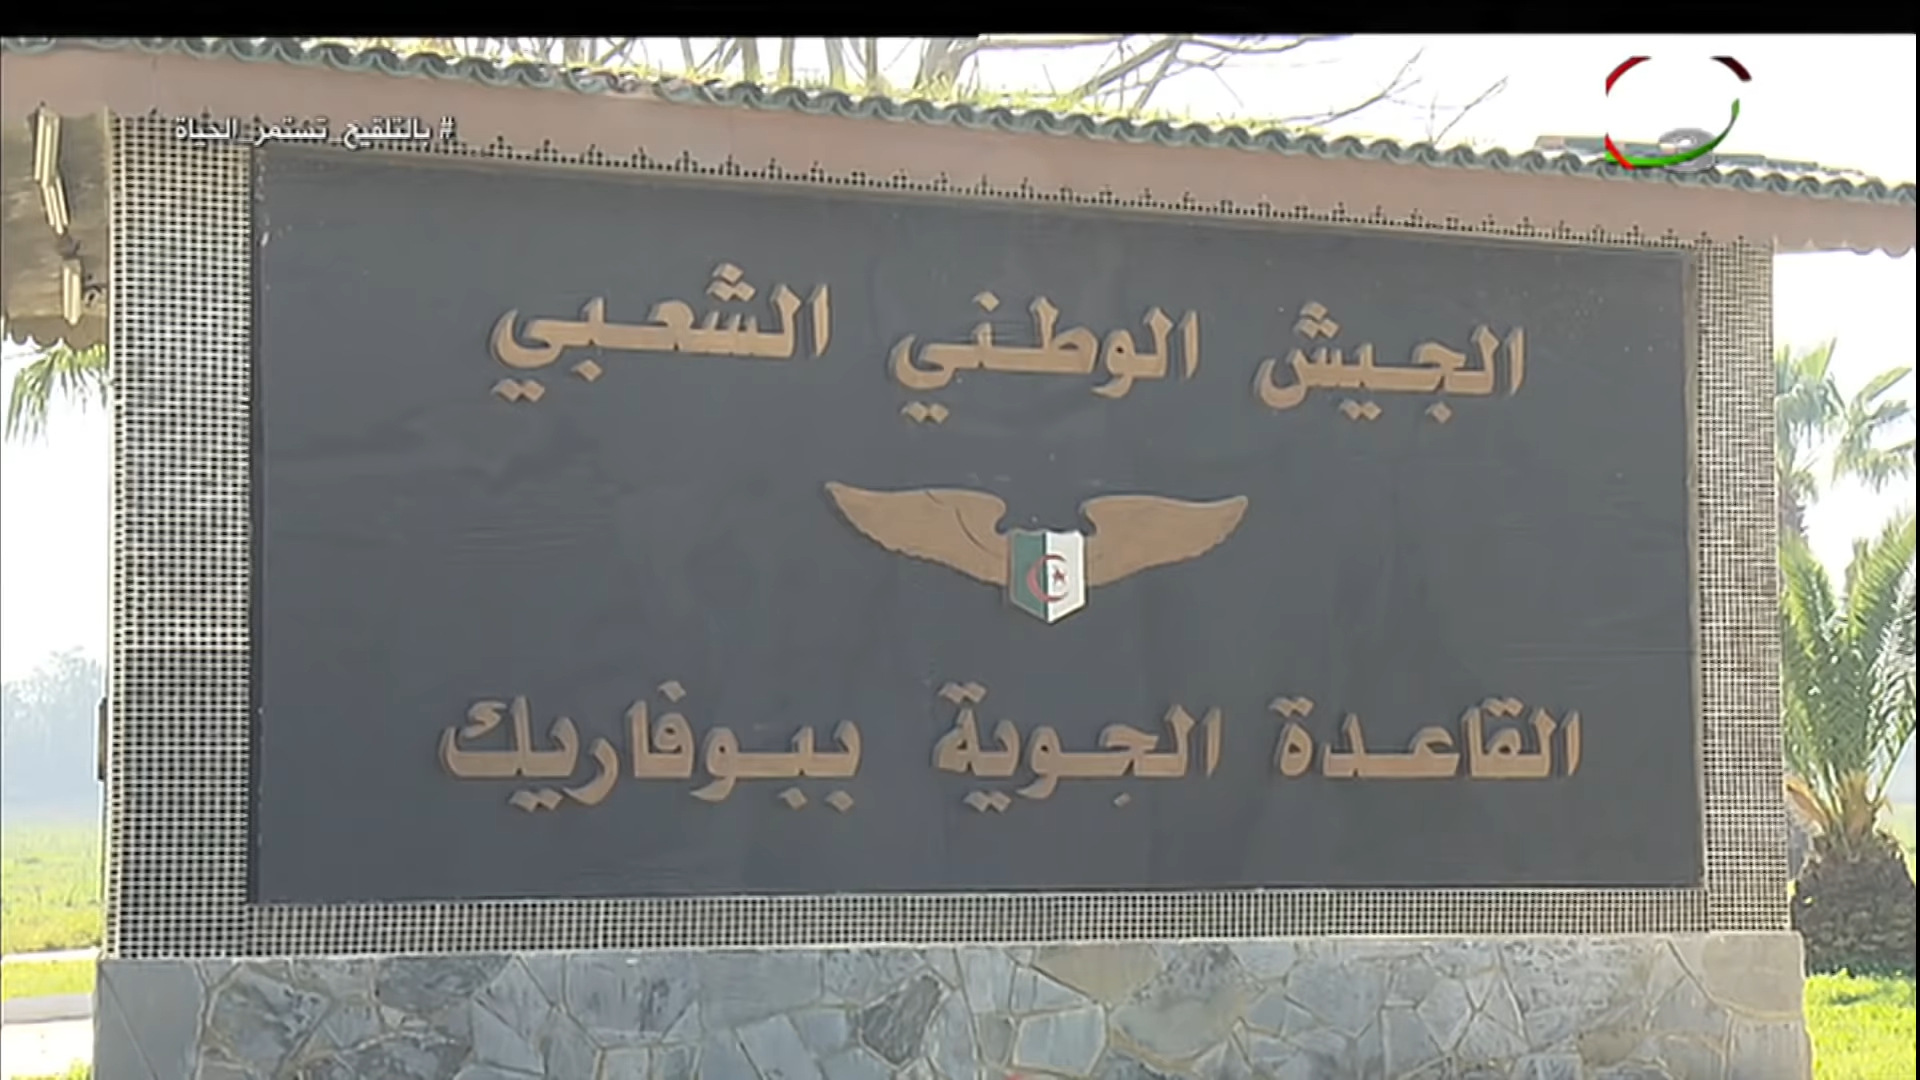 # بالتلقيح_تستمر_الحياة
الجيش الوطني الشعبي
القاعدة الجوية ببوفاريك